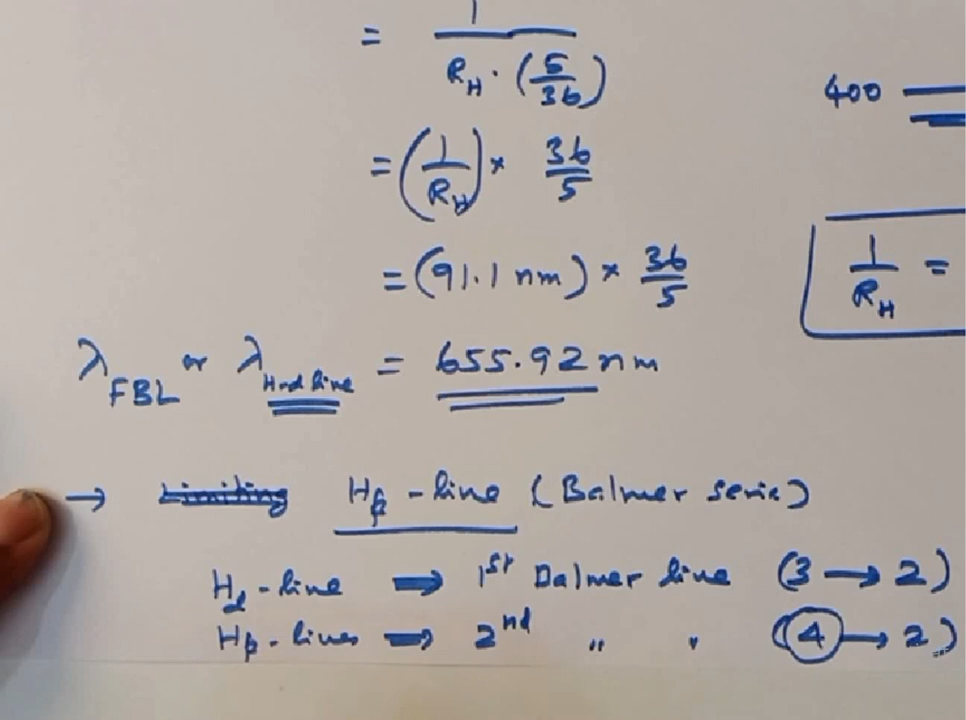 = 1 / R_H · (5/36)
400
= (1/R_H) × 36/5
1/R_H =
= (91.1 nm) × 36/5
λ_FBL or λ_Hαd line = 655.92 nm
→ Limiting Hβ - line (Balmer serie)
Hα - line ⇒ 1st Balmer line (3 → 2)
Hβ - lines ⇒ 2nd " " (4 → 2)